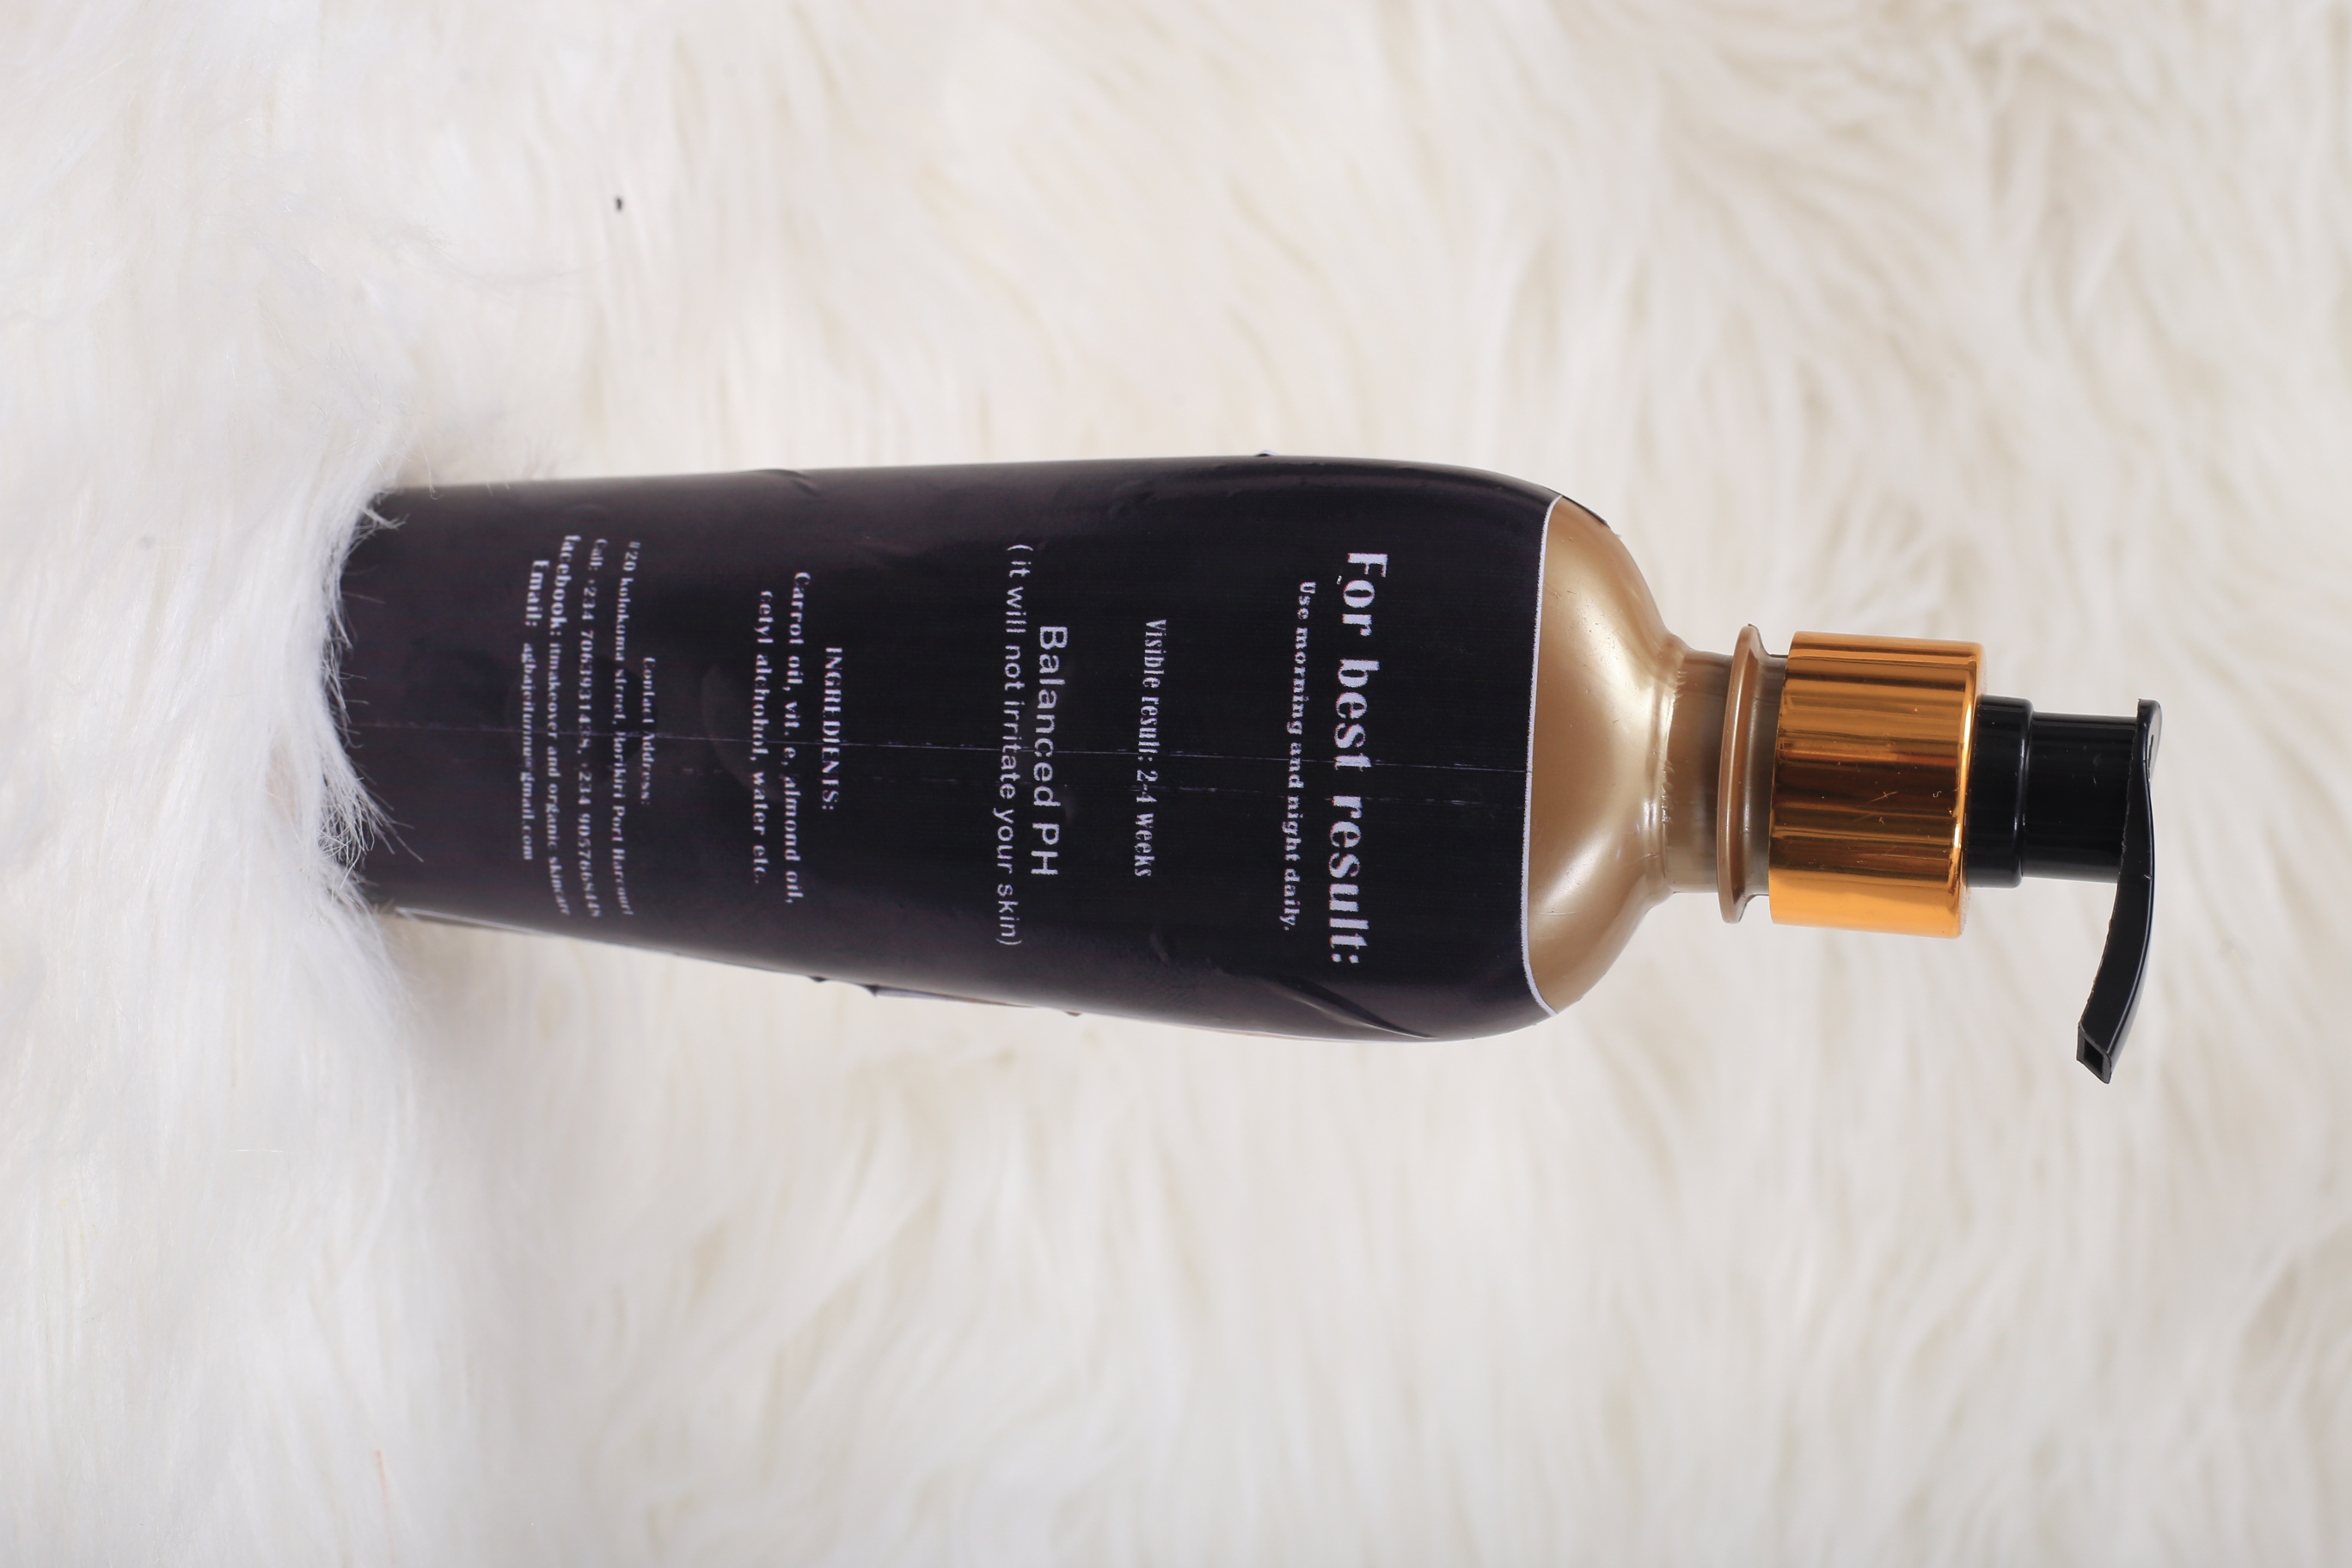 For best result:
Use morning and night daily.
Visible result: 2-4 weeks
Balanced PH
( it will not irritate your skin)
INGREDIENTS:
Carrot oil, vit. e, almond oil,
cetyl alchohol, water etc.
Contact Address:
#20 kolokuma street, Borikiri Port Harcourt
Call: +234 7063931438, +234 9057668448
facebook: itmakeover and organic skincare
Email: agbajeitunnu@gmail.com